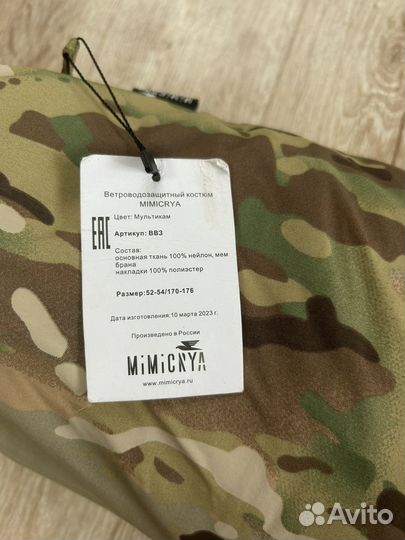 Ветроводозащитный костюм
MIMICRYA
Цвет: Мультикам
Артикул: ВВЗ
EAC
Состав:
основная ткань 100% нейлон, мем
брана
накладки 100% полиэстер
Размер:52-54/170-176
Дата изготовления:10 марта 2023 г.
Произведено в России
MiMiCRYA
www.mimicrya.ru
Avito